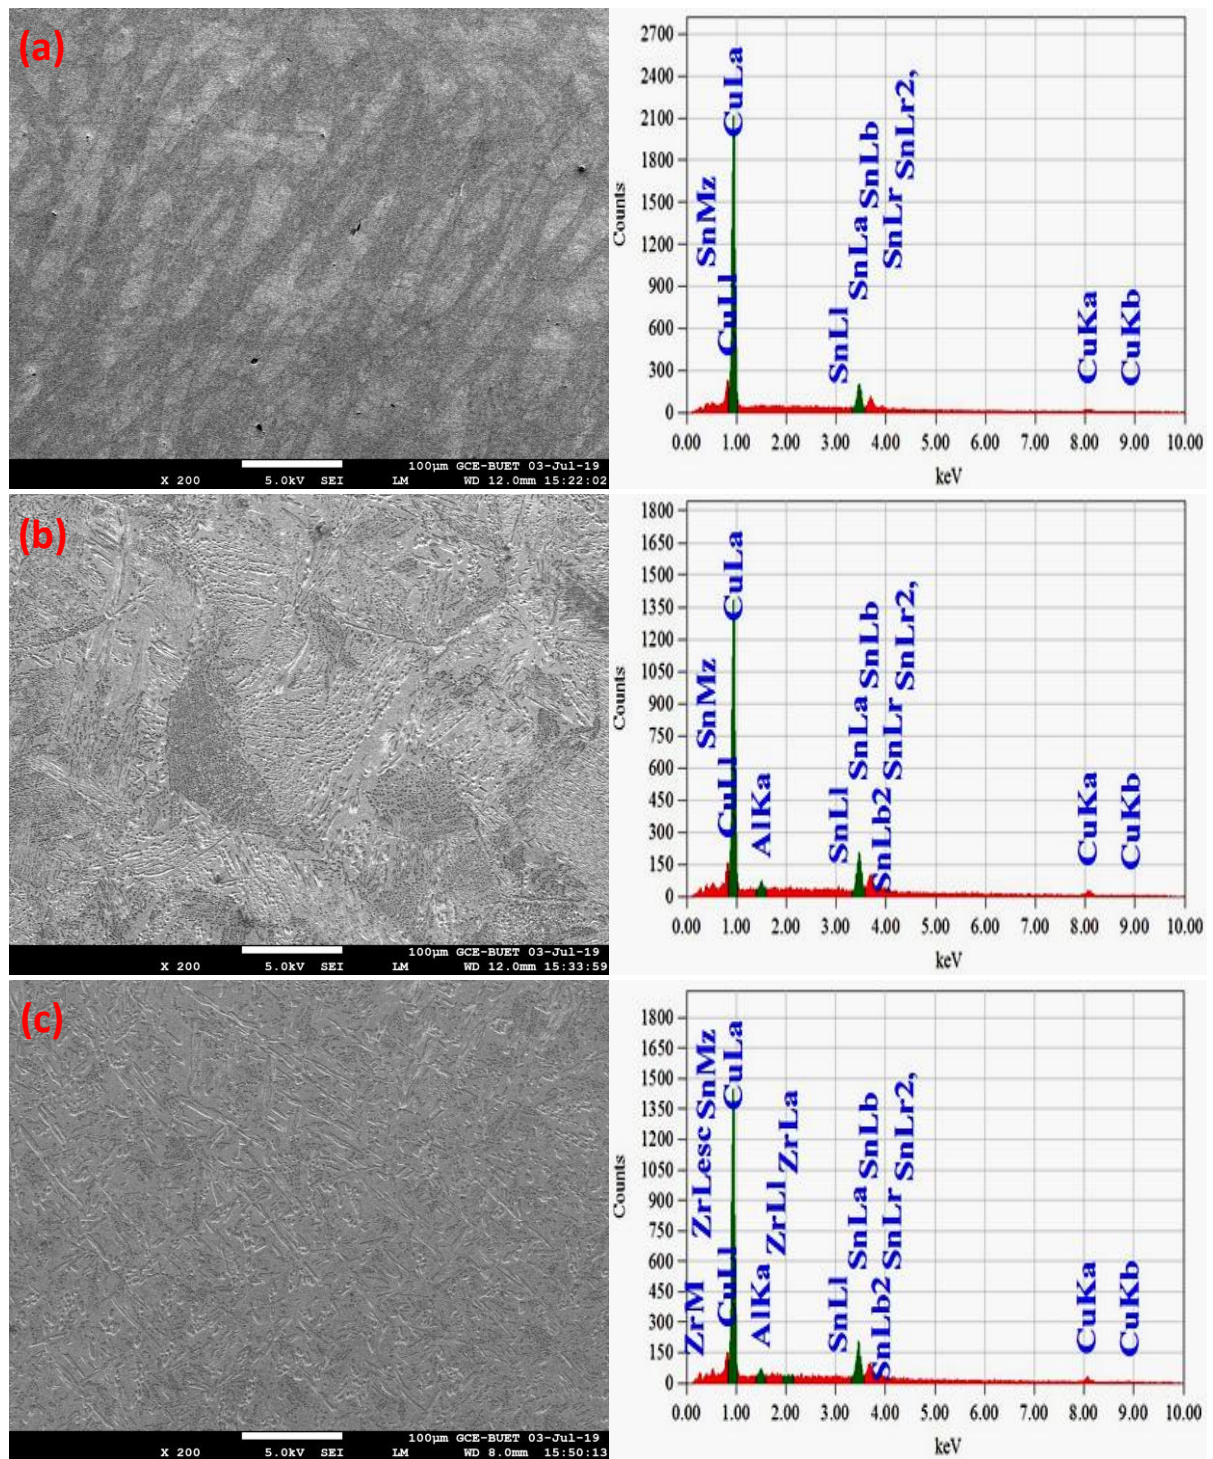 (a)
X 200 5.0kV SEI LM 100µm GCE-BUET 03-Jul-19
WD 12.0mm 15:22:02
Counts
2700
2400
2100
1800
1500
1200
900
600
300
0
SnMz
CuLl
CuLa
SnLl
SnLa
SnLb
SnLr
SnLr2,
CuKa
CuKb
0.00 1.00 2.00 3.00 4.00 5.00 6.00 7.00 8.00 9.00 10.00
keV
(b)
X 200 5.0kV SEI LM 100µm GCE-BUET 03-Jul-19
WD 12.0mm 15:33:59
Counts
1800
1650
1500
1350
1200
1050
900
750
600
450
300
150
0
SnMz
CuLl
CuLa
AlKa
SnLl
SnLa
SnLb
SnLb2
SnLr
SnLr2,
CuKa
CuKb
0.00 1.00 2.00 3.00 4.00 5.00 6.00 7.00 8.00 9.00 10.00
keV
(c)
X 200 5.0kV SEI LM 100µm GCE-BUET 03-Jul-19
WD 8.0mm 15:50:13
Counts
1800
1650
1500
1350
1200
1050
900
750
600
450
300
150
0
ZrM
ZrLesc
SnMz
CuLl
CuLa
AlKa
ZrLl
ZrLa
SnLl
SnLa
SnLb
SnLb2
SnLr
SnLr2,
CuKa
CuKb
0.00 1.00 2.00 3.00 4.00 5.00 6.00 7.00 8.00 9.00 10.00
keV